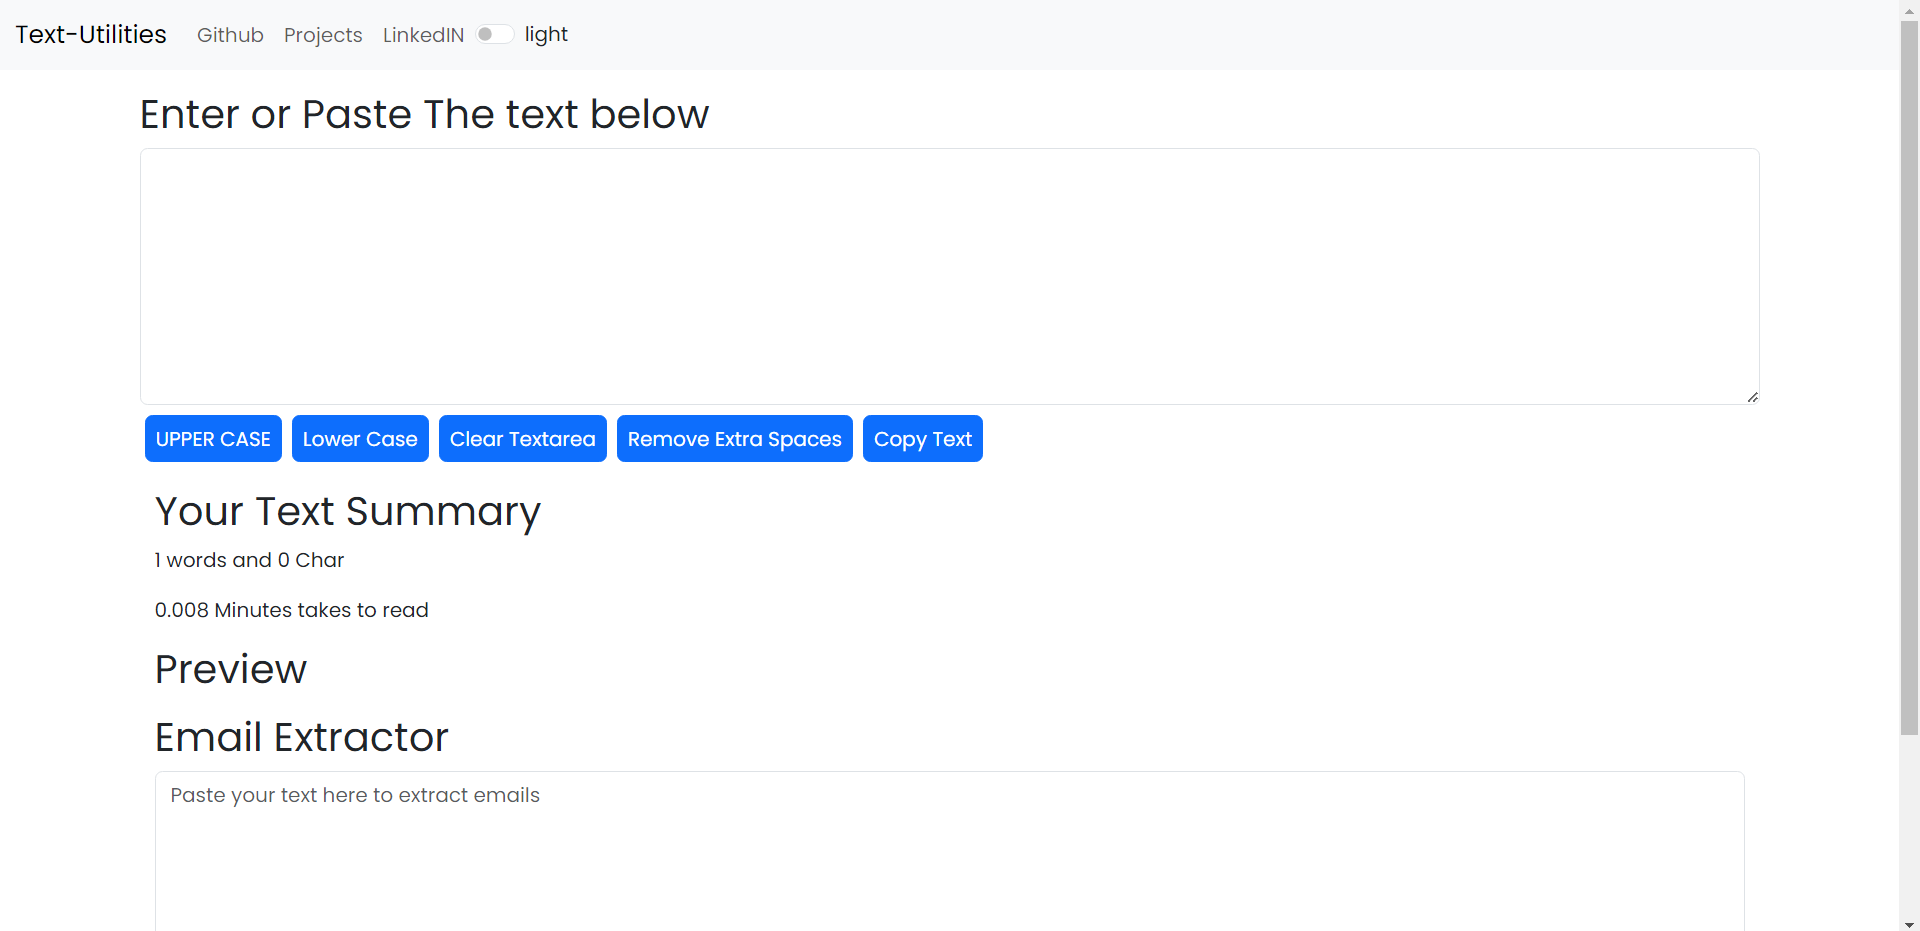 Text-Utilities Github Projects LinkedIN light
Enter or Paste The text below
UPPER CASE Lower Case Clear Textarea Remove Extra Spaces Copy Text
Your Text Summary
1 words and 0 Char
0.008 Minutes takes to read
Preview
Email Extractor
Paste your text here to extract emails